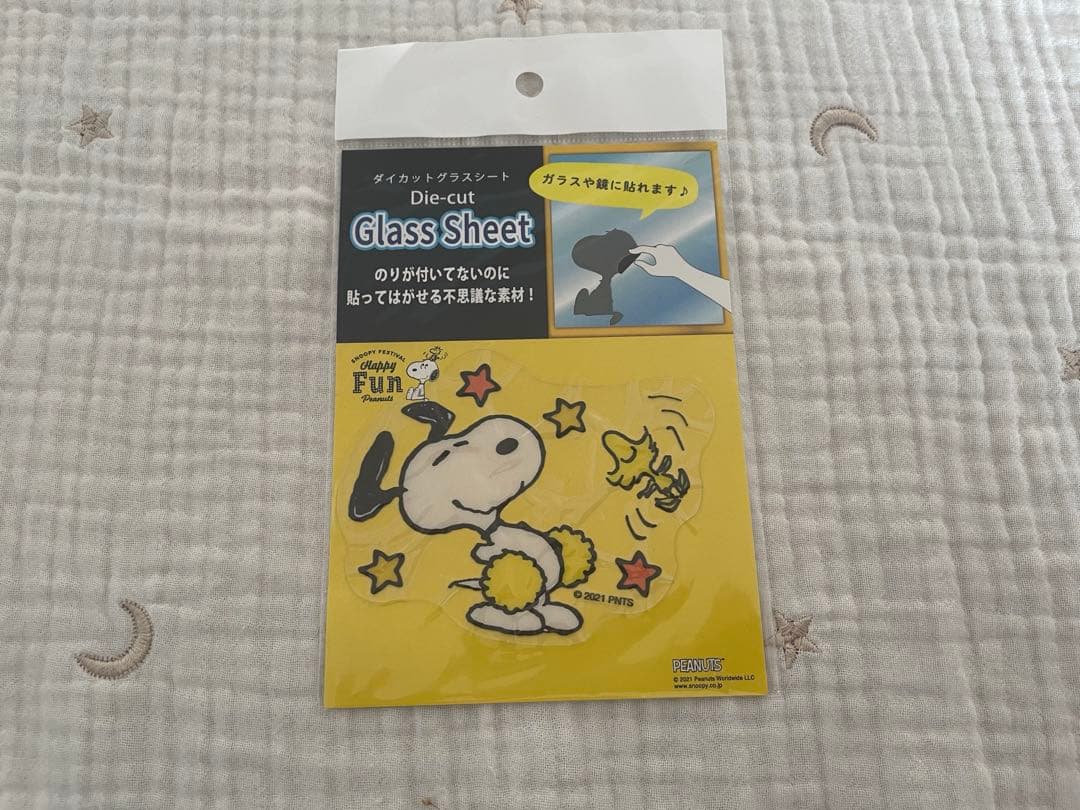 ダイカットグラスシート
Die-cut
Glass Sheet
のりが付いてないのに
貼ってはがせる不思議な素材！
ガラスや鏡に貼れます♪
SNOOPY FESTIVAL
Happy
Fun
Peanuts
© 2021 PNTS
PEANUTS
© 2021 Peanuts Worldwide LLC
www.snoopy.co.jp